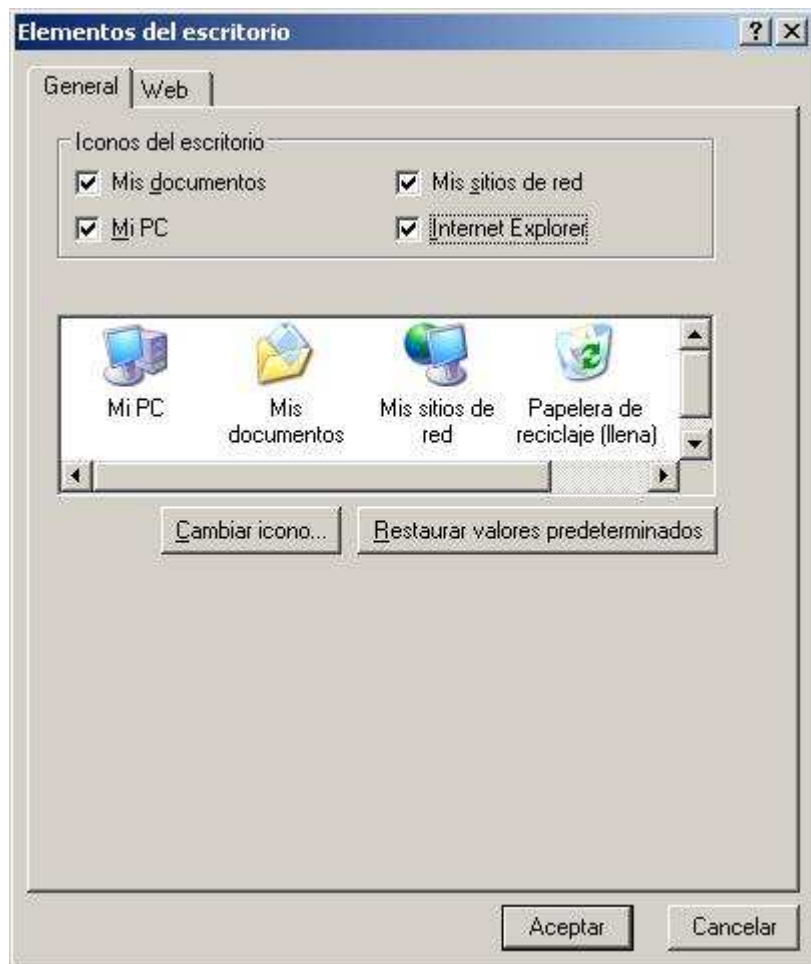 Elementos del escritorio
General Web
Iconos del escritorio
Mis documentos Mis sitios de red
Mi PC Internet Explorer
Mi PC Mis documentos Mis sitios de red Papelera de reciclaje (llena)
Cambiar icono... Restaurar valores predeterminados
Aceptar Cancelar